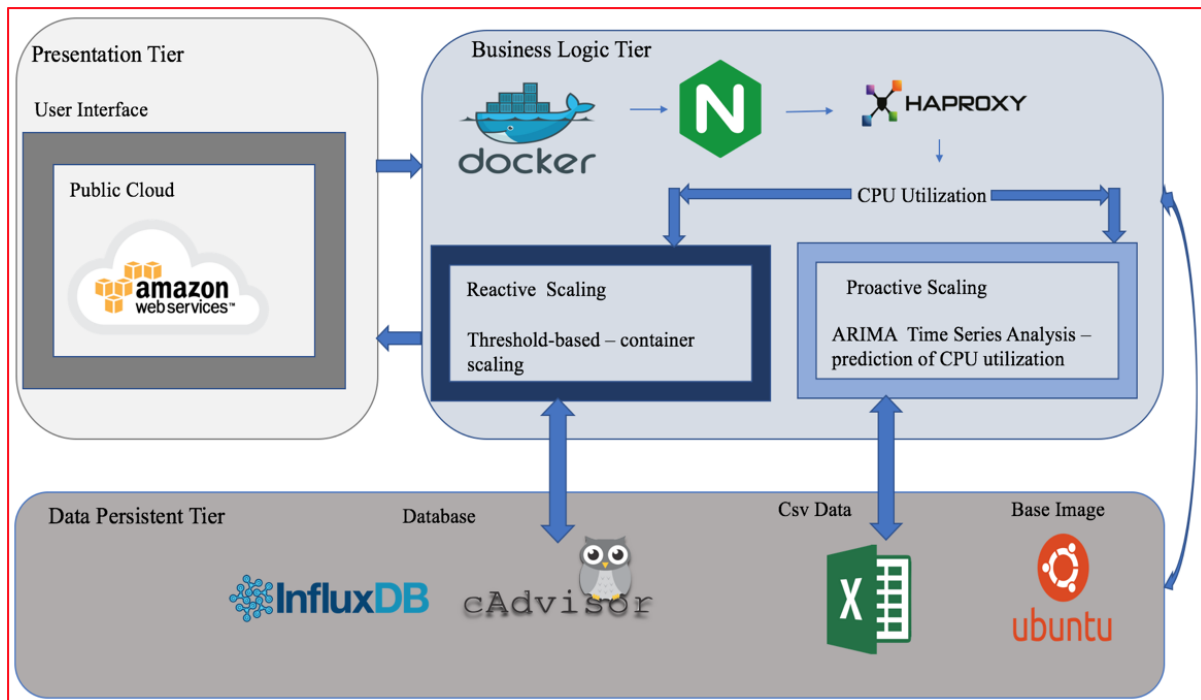 Presentation Tier
User Interface
Public Cloud
amazon
web services™
Business Logic Tier
docker
N
HAPROXY
CPU Utilization
Reactive Scaling
Threshold-based – container
scaling
Proactive Scaling
ARIMA Time Series Analysis –
prediction of CPU utilization
Data Persistent Tier
Database
Csv Data
Base Image
InfluxDB
cAdvisor
X
ubuntu